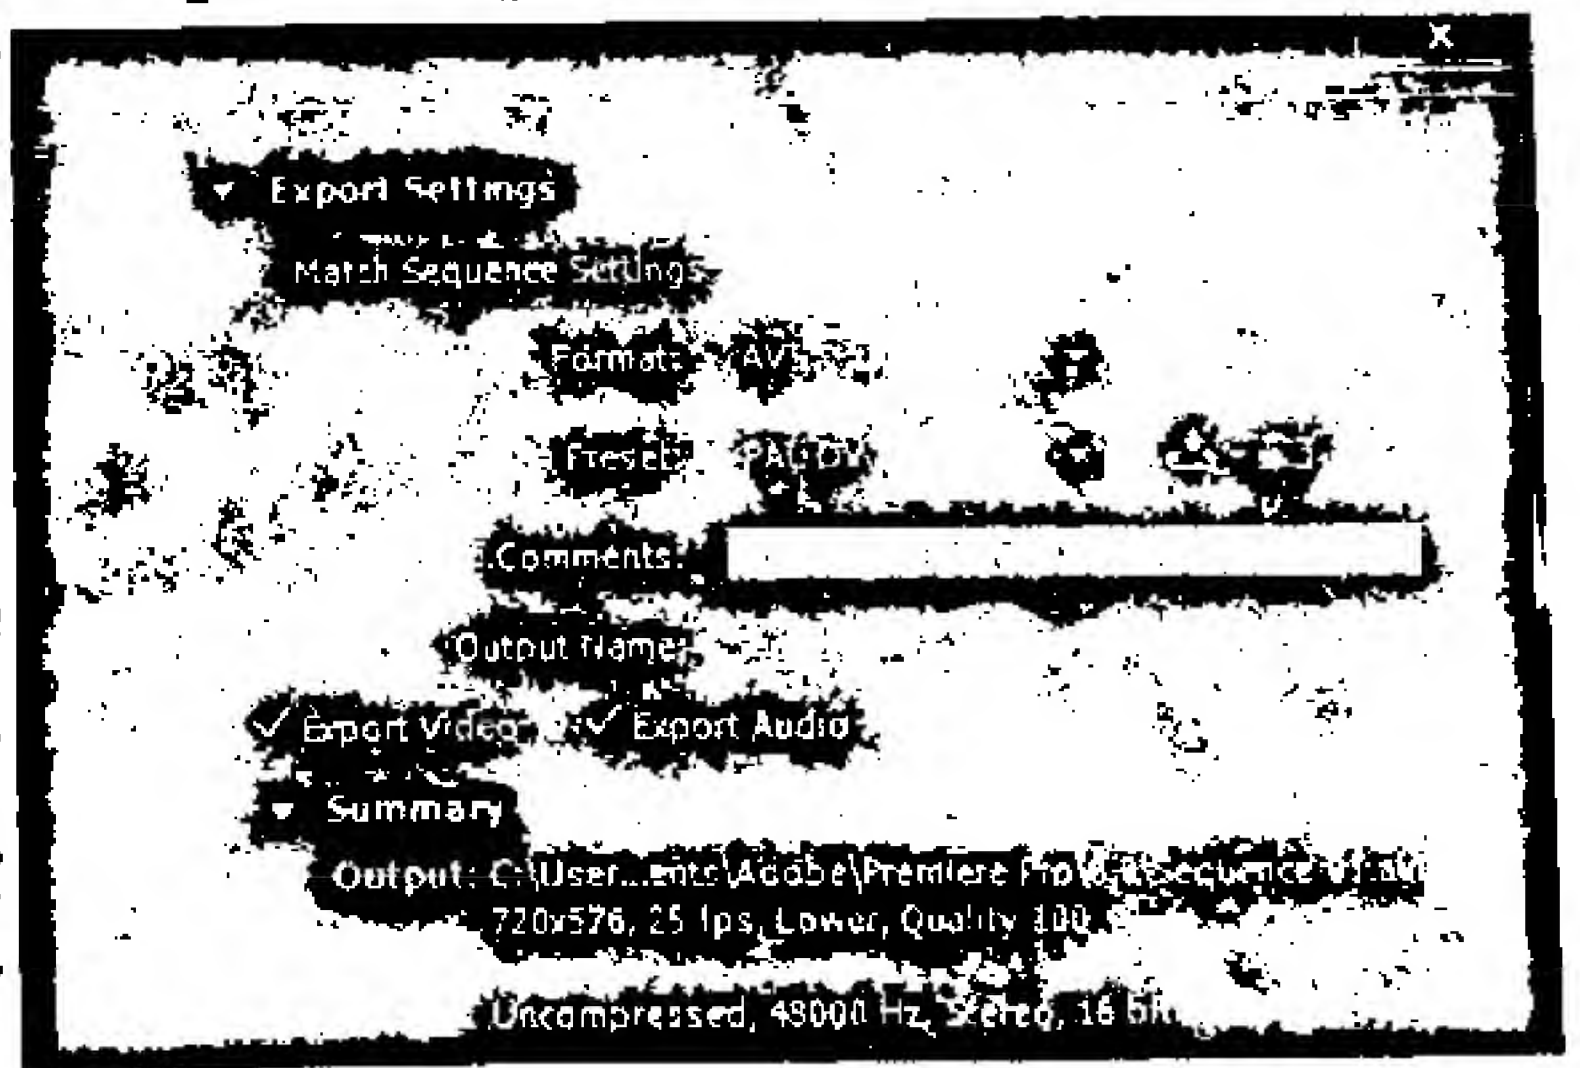 X
Export Settings
Match Sequence Settings
Format: AVI
Preset: PAL DV
Comments:
Output Name:
Export Video Export Audio
Summary
Output: C:\User...ents\Adobe\Premiere Pro\ Sequence
720x576, 25 fps, Lower, Quality 100
Uncompressed, 48000 Hz, Stereo, 16 bit